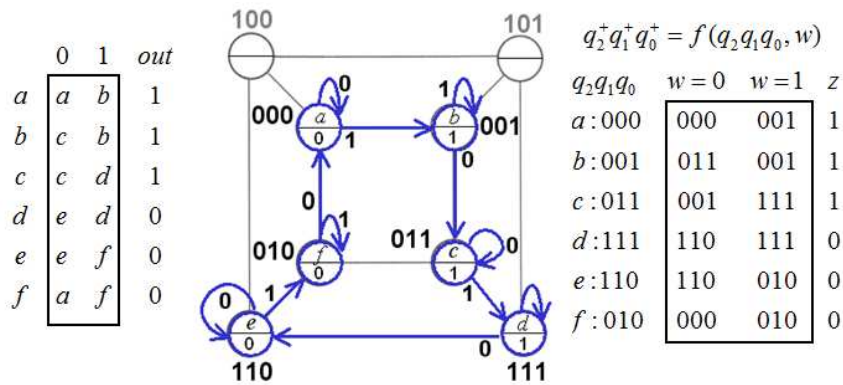 0 1 out
a a b 1
b c b 1
c c d 1
d e d 0
e e f 0
f a f 0
100 101
0 1
000 a b 001
0 1 1
0
0 1 0
010 f 011 c
0 1
0 1 1
e d
0 0 1
110 111
q₂⁺q₁⁺q₀⁺ = f(q₂q₁q₀, w)
q₂q₁q₀ w = 0 w = 1 z
a : 000 000 001 1
b : 001 011 001 1
c : 011 001 111 1
d : 111 110 111 0
e : 110 110 010 0
f : 010 000 010 0